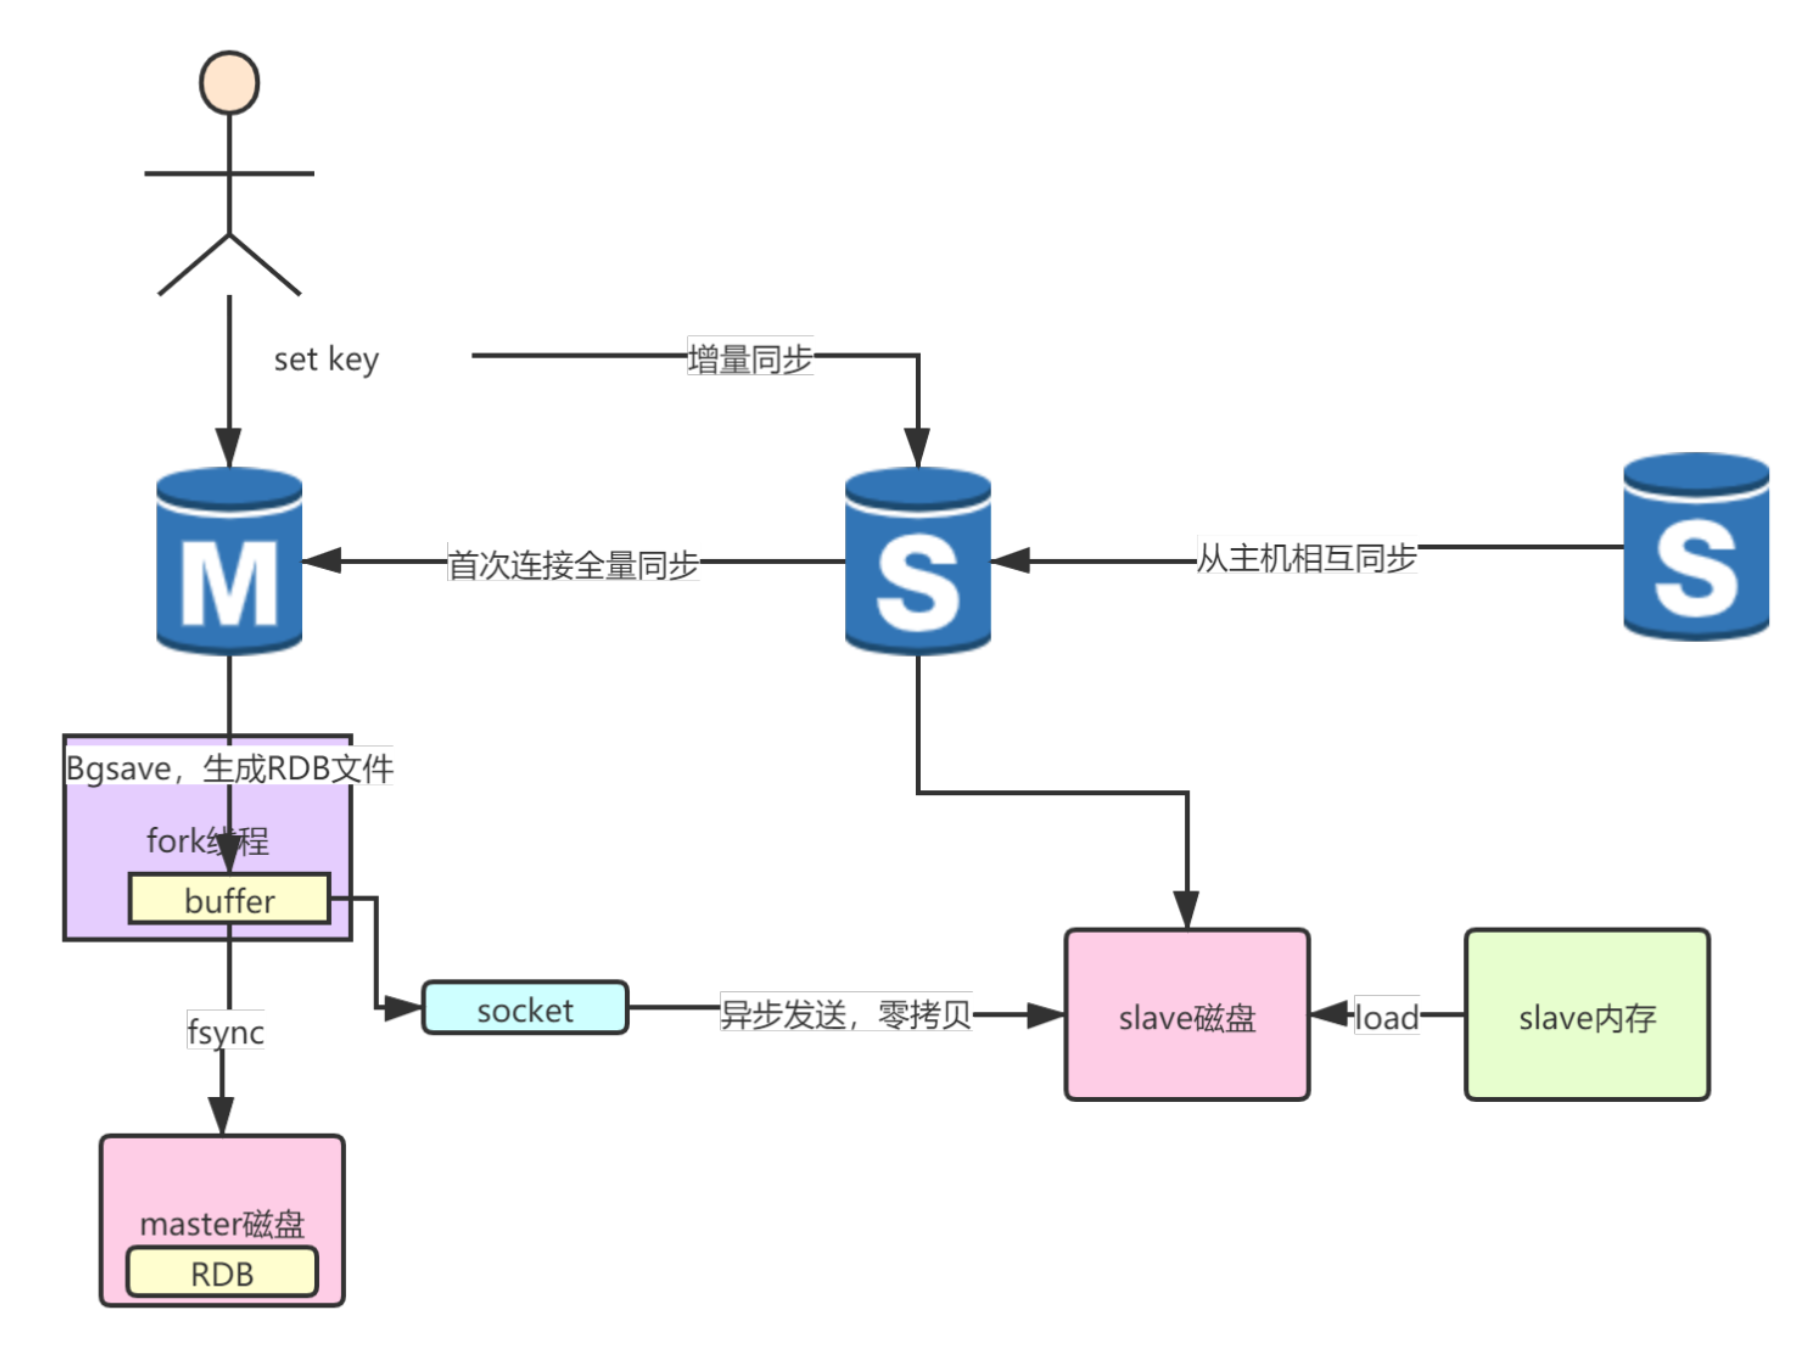 set key
增量同步
M
首次连接全量同步
S
从主机相互同步
S
Bgsave，生成RDB文件
fork线程
buffer
socket
异步发送，零拷贝
slave磁盘
load
slave内存
fsync
master磁盘
RDB